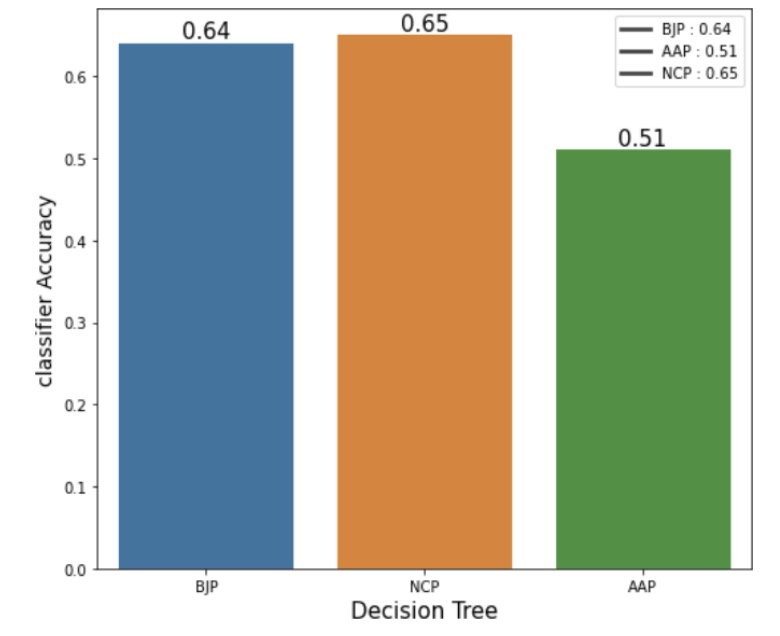 0.64
0.65
0.51
BJP : 0.64
AAP : 0.51
NCP : 0.65
classifier Accuracy
0.6
0.5
0.4
0.3
0.2
0.1
0.0
BJP
NCP
AAP
Decision Tree